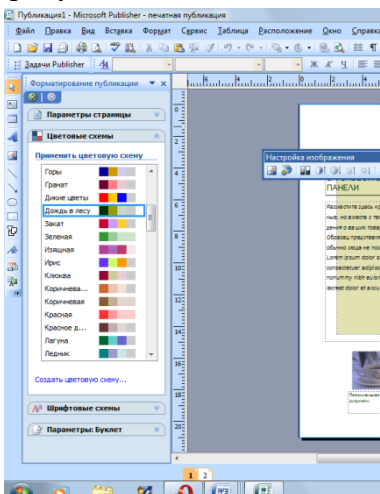 Публикация1 - Microsoft Publisher - печатная публикация
Файл Правка Вид Вставка Формат Сервис Таблица Расположение Окно Справка
Задачи Publisher
Ж К Ч
Форматирование публикации
Параметры страницы
Цветовые схемы
Применить цветовую схему
Горы
Гранат
Дикие цветы
Дождь в лесу
Закат
Зеленая
Изящная
Ирис
Клюква
Коричнева...
Коричневая
Красная
Красное д...
Лагуна
Ледник
Создать цветовую схему...
Шрифтовые схемы
Параметры: Буклет
Настройка изображения
ПАНЕЛИ
1 2